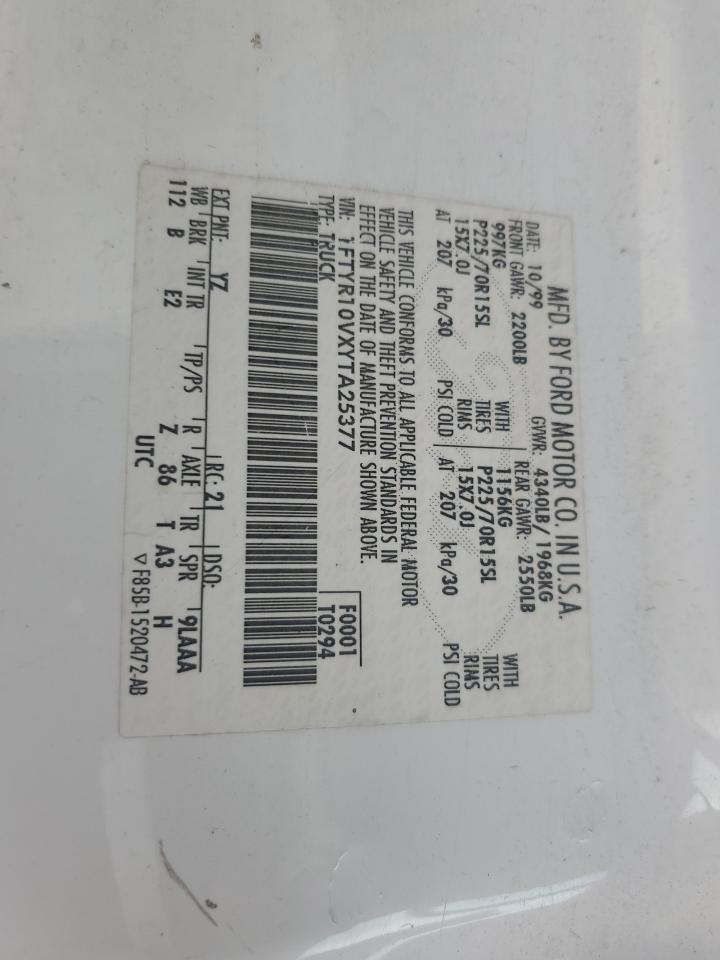 MFD. BY FORD MOTOR CO. IN U.S.A.
DATE: 10/99 GVWR: 4340LB / 1968KG
FRONT GAWR: 2200LB REAR GAWR: 2550LB
997KG WITH 1156KG WITH
P225/70R15SL TIRES P225/70R15SL TIRES
15X7.0J RIMS 15X7.0J RIMS
AT 207 kPa/30 PSI COLD AT 207 kPa/30 PSI COLD
THIS VEHICLE CONFORMS TO ALL APPLICABLE FEDERAL MOTOR
VEHICLE SAFETY AND THEFT PREVENTION STANDARDS IN
EFFECT ON THE DATE OF MANUFACTURE SHOWN ABOVE.
VIN: 1FTYR10VXYTA25377 F0001
TYPE: TRUCK T0294
EXT PNT: YZ RC: 21 DSO:
WB BRK INT TR TP/PS R AXLE TR SPR 9LAAA
112 B E2 Z 86 T A3 H
UTC ▽ F85B-1520472-AB